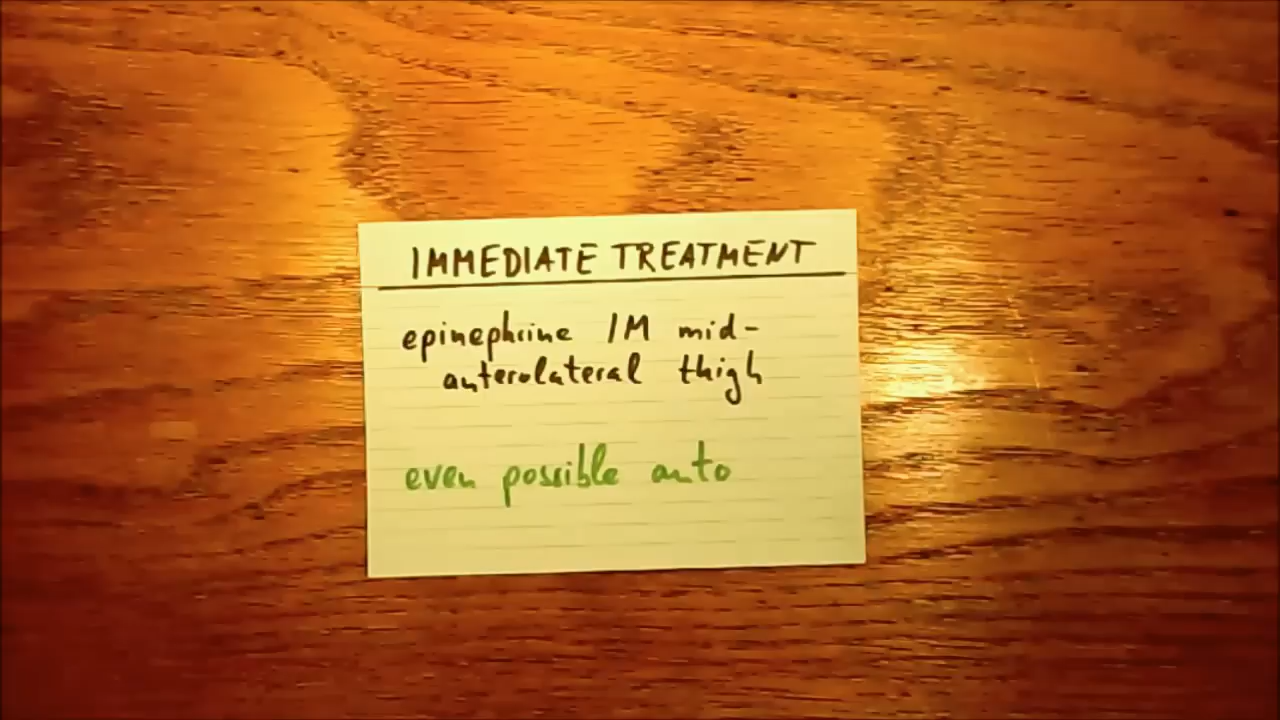 IMMEDIATE TREATMENT
epinephrine IM mid-
anterolateral thigh
even possible auto